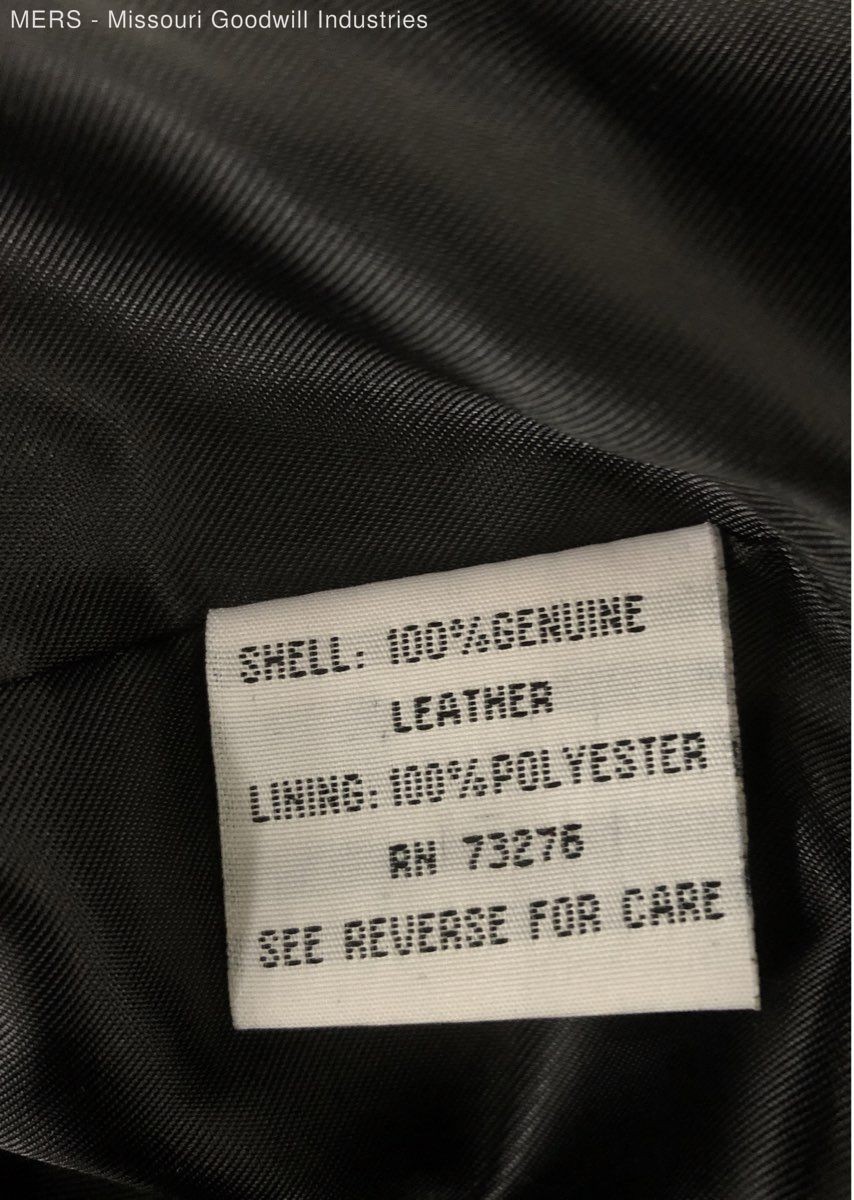 MERS - Missouri Goodwill Industries
SHELL: 100%GENUINE
LEATHER
LINING: 100%POLYESTER
RN 73276
SEE REVERSE FOR CARE